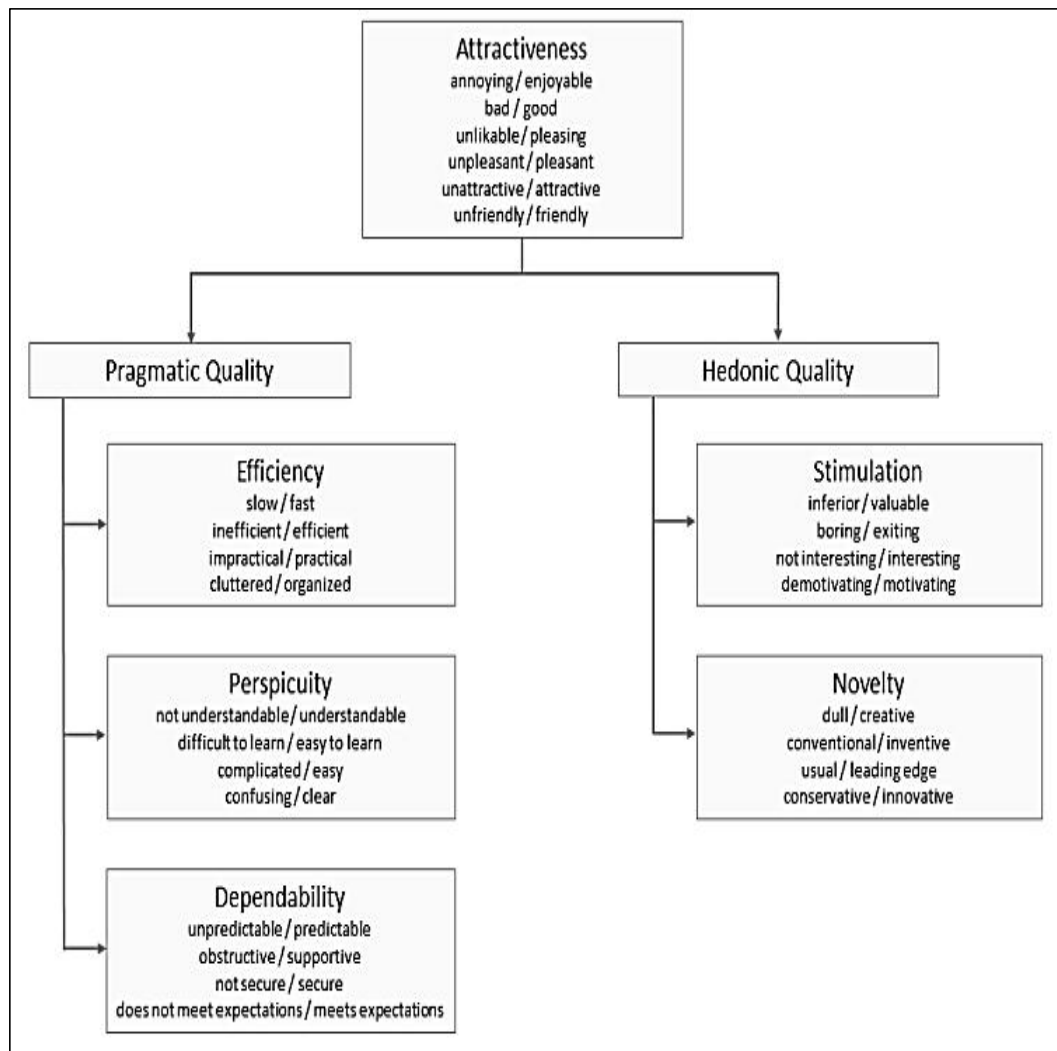 Attractiveness
annoying / enjoyable
bad / good
unlikable / pleasing
unpleasant / pleasant
unattractive / attractive
unfriendly / friendly
Pragmatic Quality
Efficiency
slow / fast
inefficient / efficient
impractical / practical
cluttered / organized
Perspicuity
not understandable / understandable
difficult to learn / easy to learn
complicated / easy
confusing / clear
Dependability
unpredictable / predictable
obstructive / supportive
not secure / secure
does not meet expectations / meets expectations
Hedonic Quality
Stimulation
inferior / valuable
boring / exiting
not interesting / interesting
demotivating / motivating
Novelty
dull / creative
conventional / inventive
usual / leading edge
conservative / innovative